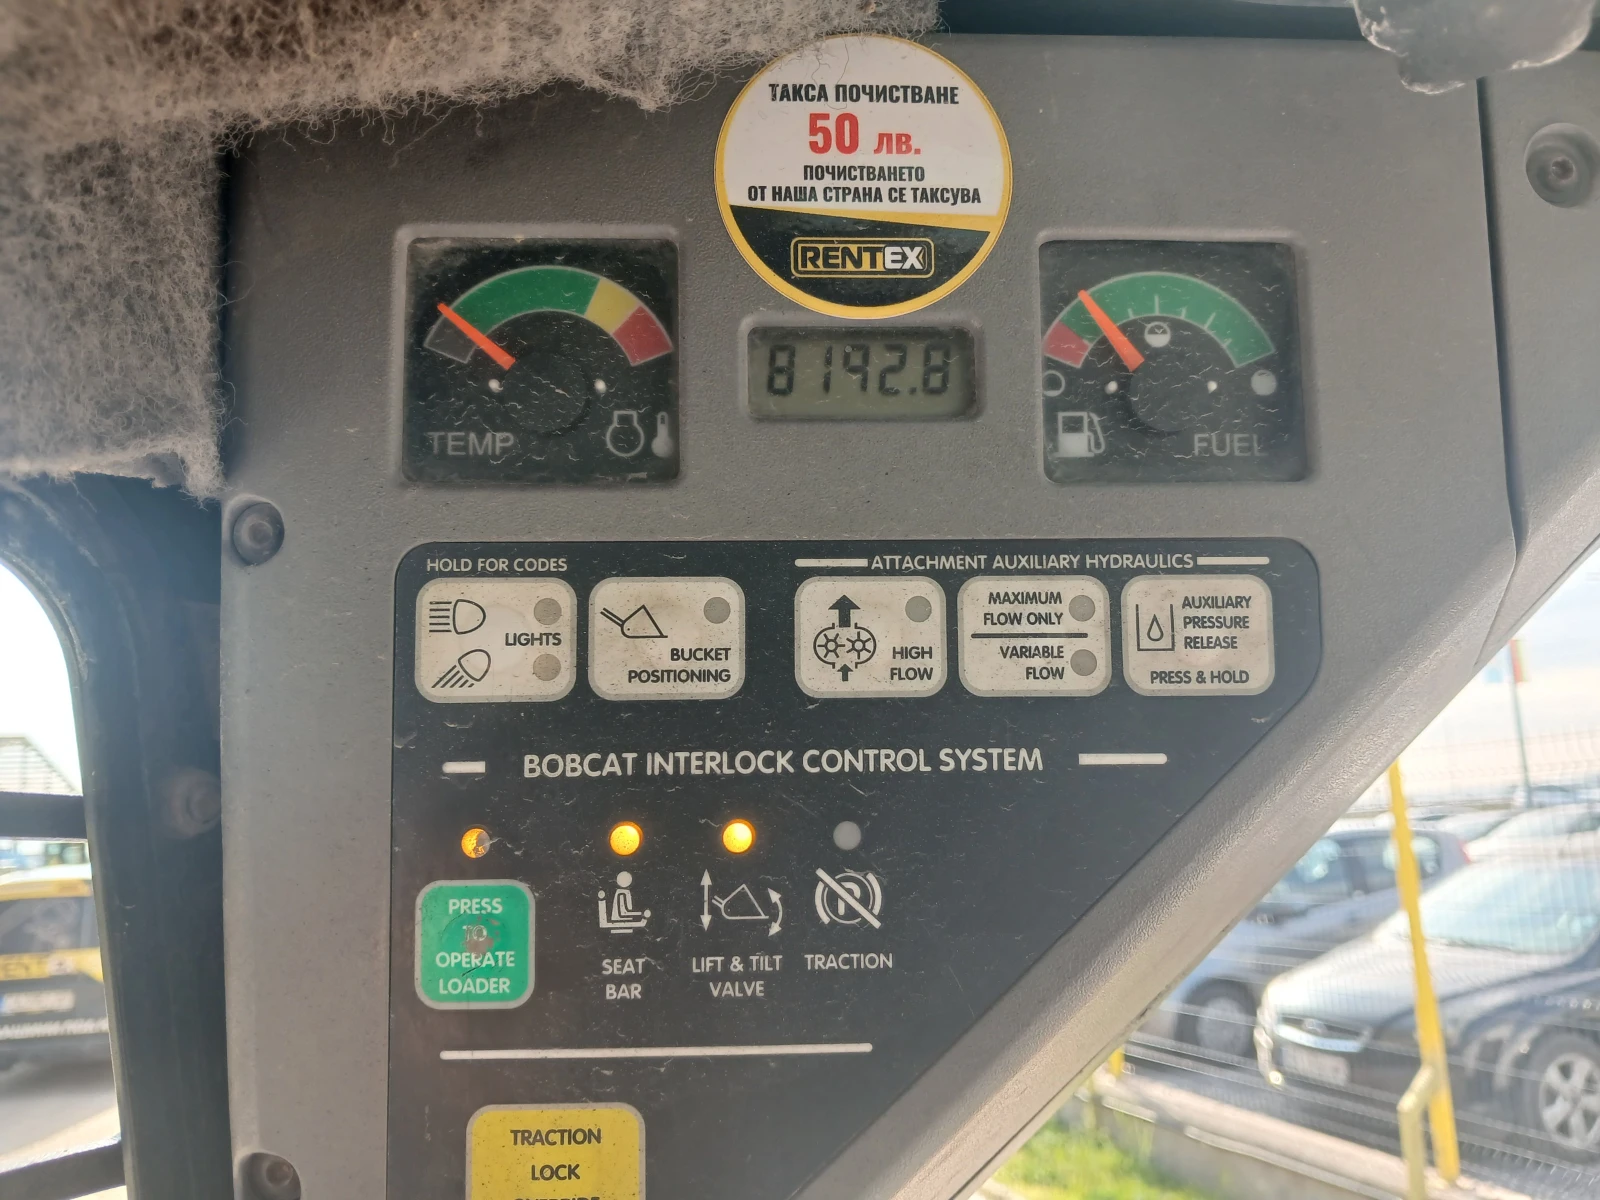 ТАКСА ПОЧИСТВАНЕ
50 лв.
ПОЧИСТВАНЕТО
ОТ НАША СТРАНА СЕ ТАКСУВА
RENTEX
8192.8
TEMP
FUEL
HOLD FOR CODES
ATTACHMENT AUXILIARY HYDRAULICS
LIGHTS
BUCKET
POSITIONING
HIGH
FLOW
MAXIMUM
FLOW ONLY
VARIABLE
FLOW
AUXILIARY
PRESSURE
RELEASE
PRESS & HOLD
BOBCAT INTERLOCK CONTROL SYSTEM
PRESS
TO
OPERATE
LOADER
SEAT
BAR
LIFT & TILT
VALVE
TRACTION
TRACTION
LOCK
OVERRIDE